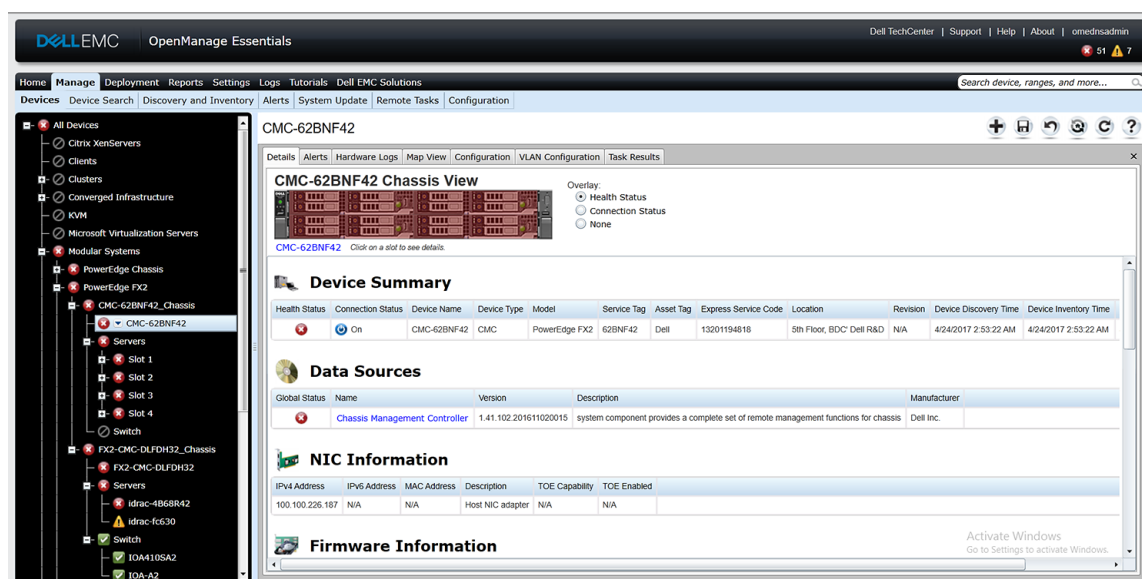 Dell TechCenter | Support | Help | About | omednsadmin
DELLEMC OpenManage Essentials
51 7
Home Manage Deployment Reports Settings Logs Tutorials Dell EMC Solutions
Search device, ranges, and more...
Devices Device Search Discovery and Inventory Alerts System Update Remote Tasks Configuration
All Devices
Citrix XenServers
Clients
Clusters
Converged Infrastructure
KVM
Microsoft Virtualization Servers
Modular Systems
PowerEdge Chassis
PowerEdge FX2
CMC-62BNF42_Chassis
CMC-62BNF42
Servers
Slot 1
Slot 2
Slot 3
Slot 4
Switch
FX2-CMC-DLFDH32_Chassis
FX2-CMC-DLFDH32
Servers
idrac-4B68R42
idrac-fc630
Switch
IOA410SA2
IOA-A2
CMC-62BNF42
Details Alerts Hardware Logs Map View Configuration VLAN Configuration Task Results
CMC-62BNF42 Chassis View
Overlay:
Health Status
Connection Status
None
CMC-62BNF42 Click on a slot to see details.
Device Summary
Health Status Connection Status Device Name Device Type Model Service Tag Asset Tag Express Service Code Location Revision Device Discovery Time Device Inventory Time
On CMC-62BNF42 CMC PowerEdge FX2 62BNF42 Dell 13201194818 5th Floor, BDC' Dell R&D N/A 4/24/2017 2:53:22 AM 4/24/2017 2:53:22 AM
Data Sources
Global Status Name Version Description Manufacturer
Chassis Management Controller 1.41.102.201611020015 system component provides a complete set of remote management functions for chassis Dell Inc.
NIC Information
IPv4 Address IPv6 Address MAC Address Description TOE Capability TOE Enabled
100.100.226.187 N/A N/A Host NIC adapter N/A N/A
Firmware Information
Activate Windows
Go to Settings to activate Windows.